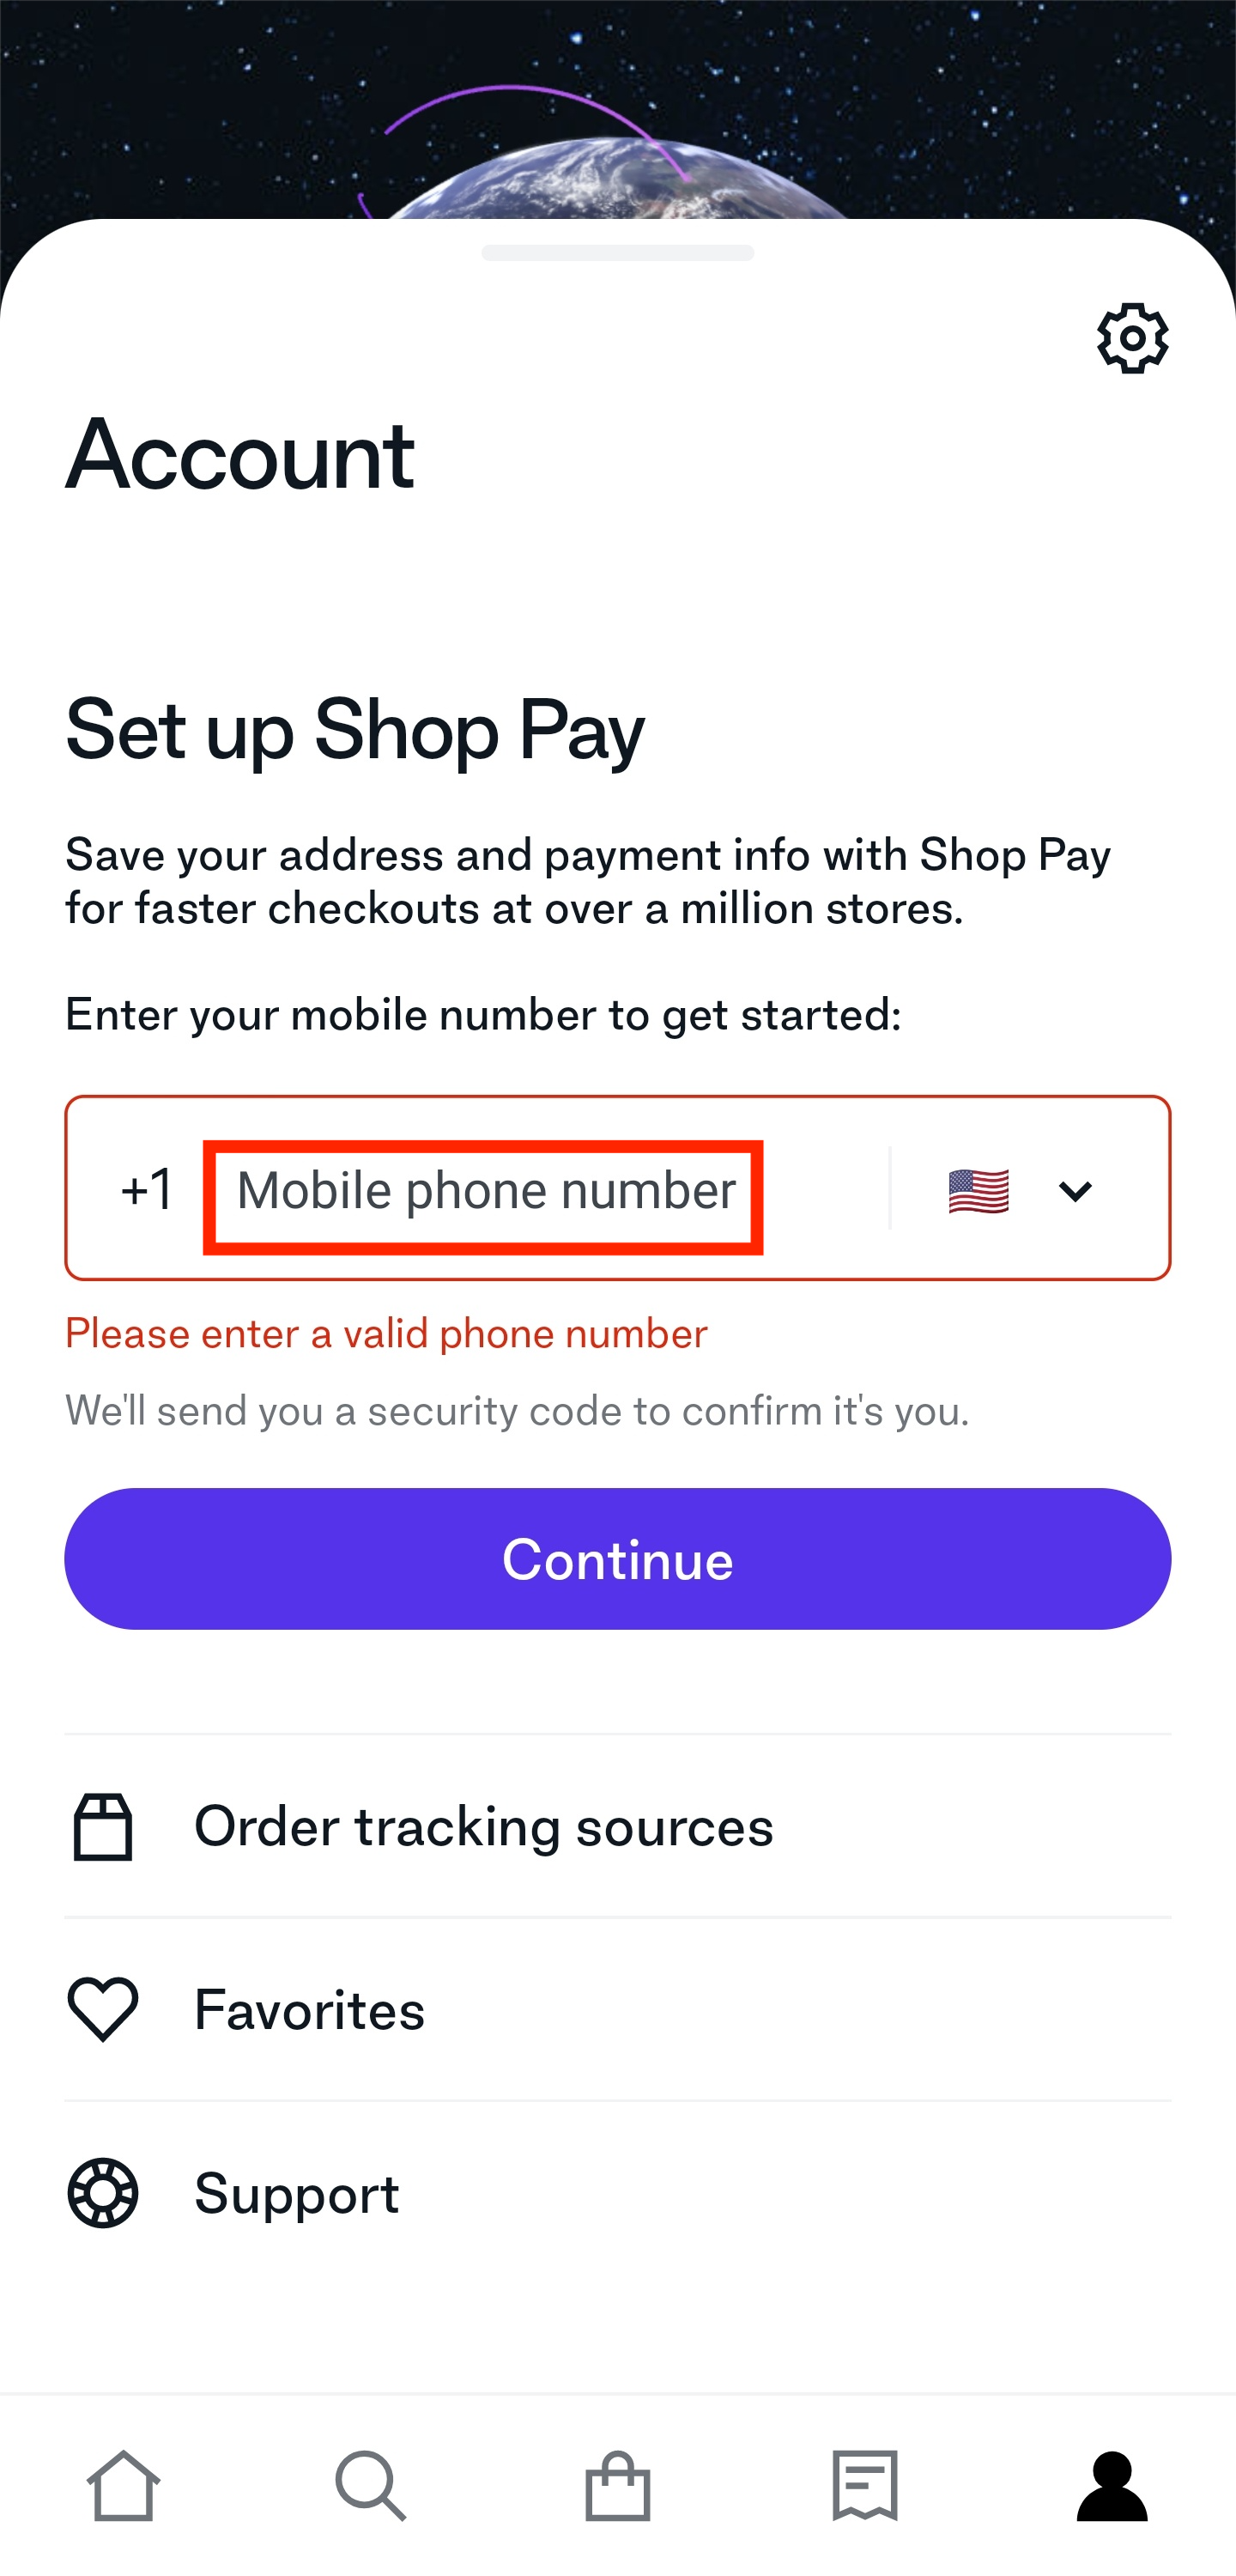 Account
Set up Shop Pay
Save your address and payment info with Shop Pay
for faster checkouts at over a million stores.
Enter your mobile number to get started:
+1 Mobile phone number
Please enter a valid phone number
We'll send you a security code to confirm it's you.
Continue
Order tracking sources
Favorites
Support